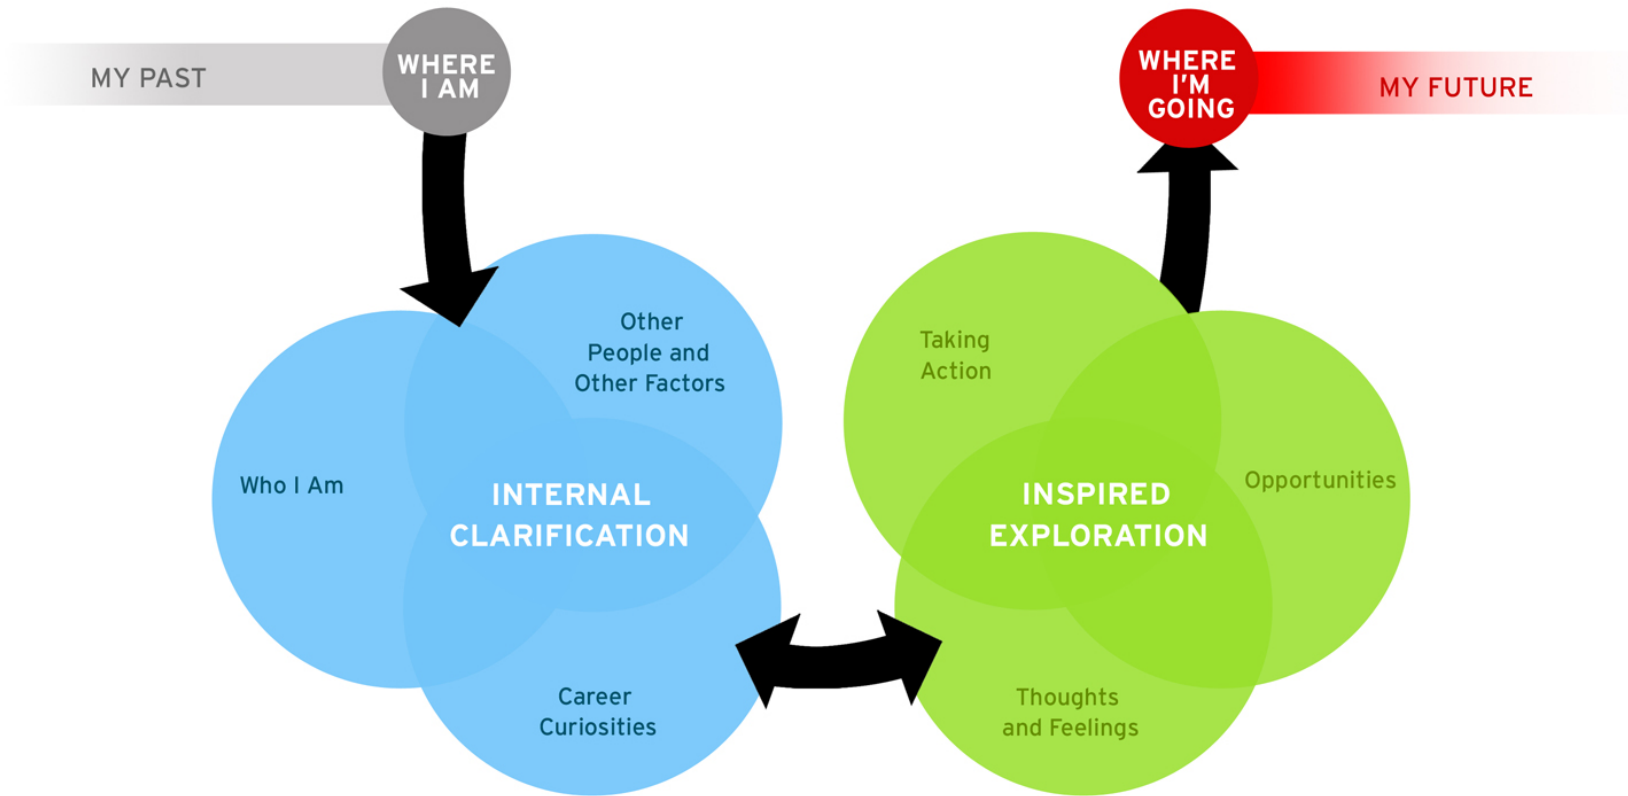 MY PAST
WHERE
I AM
WHERE
I'M
GOING
MY FUTURE
Other
People and
Other Factors
Who I Am
INTERNAL
CLARIFICATION
Career
Curiosities
Taking
Action
Opportunities
INSPIRED
EXPLORATION
Thoughts
and Feelings